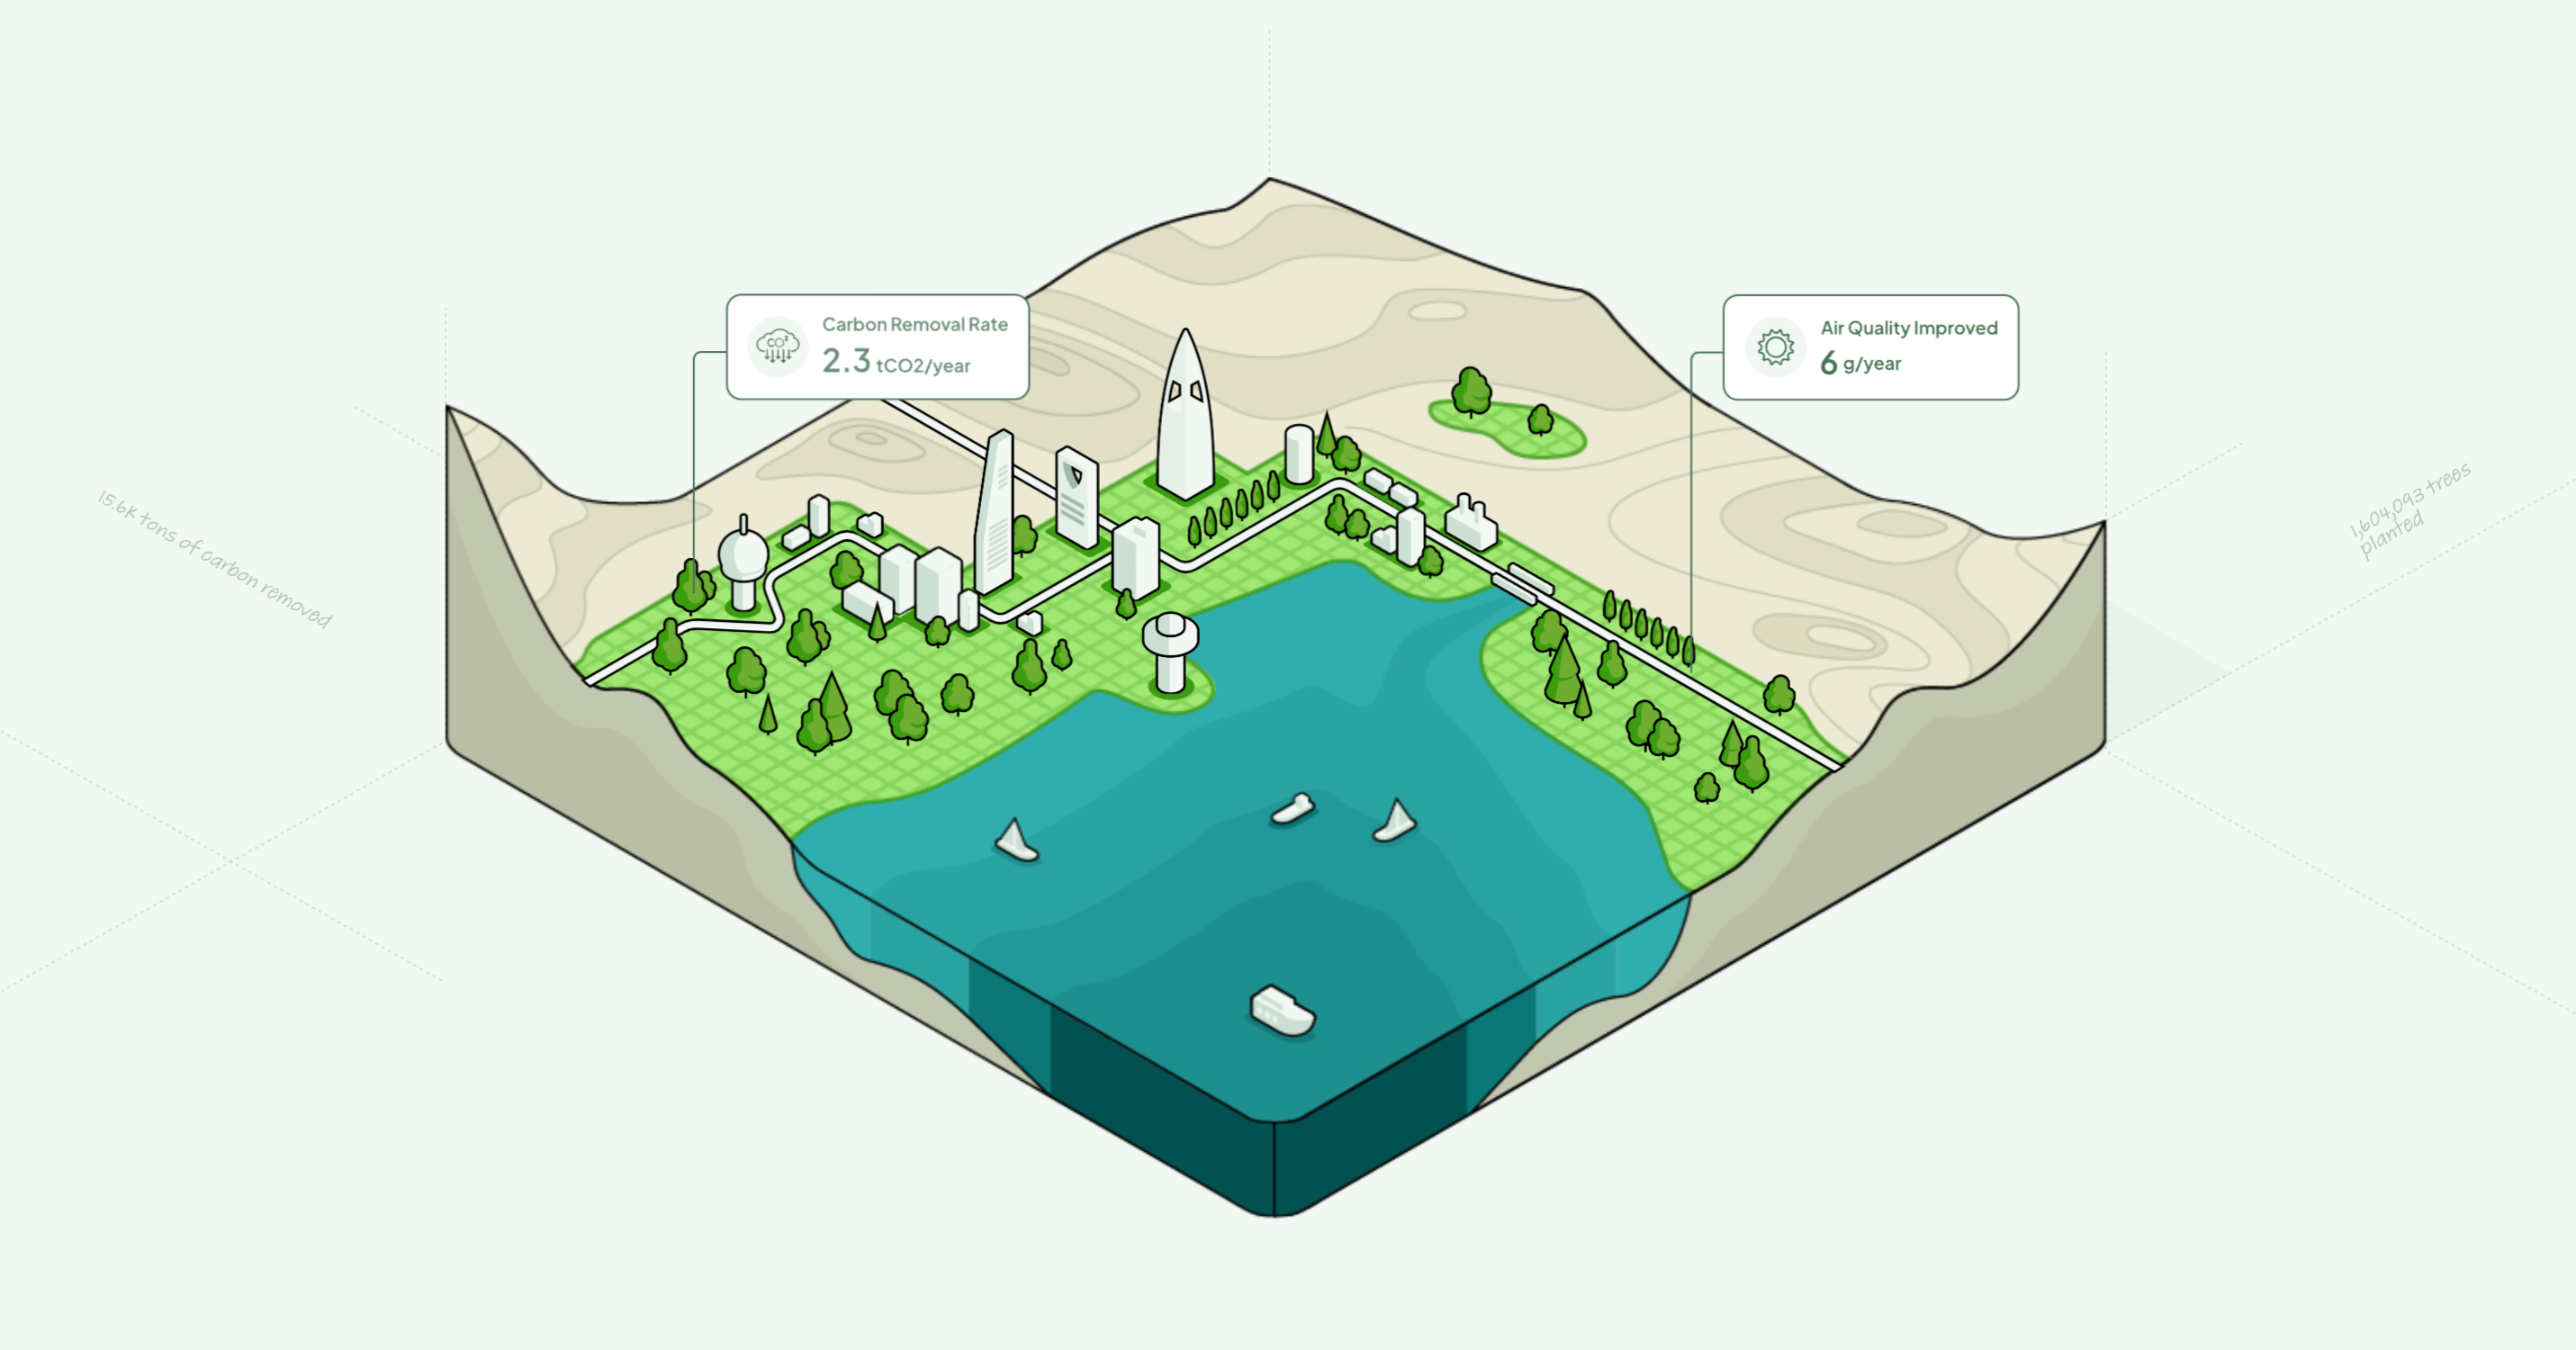 CO²
Carbon Removal Rate
2.3 tCO2/year
Air Quality Improved
6 g/year
15.6k tons of carbon removed
1,604,093 trees
planted